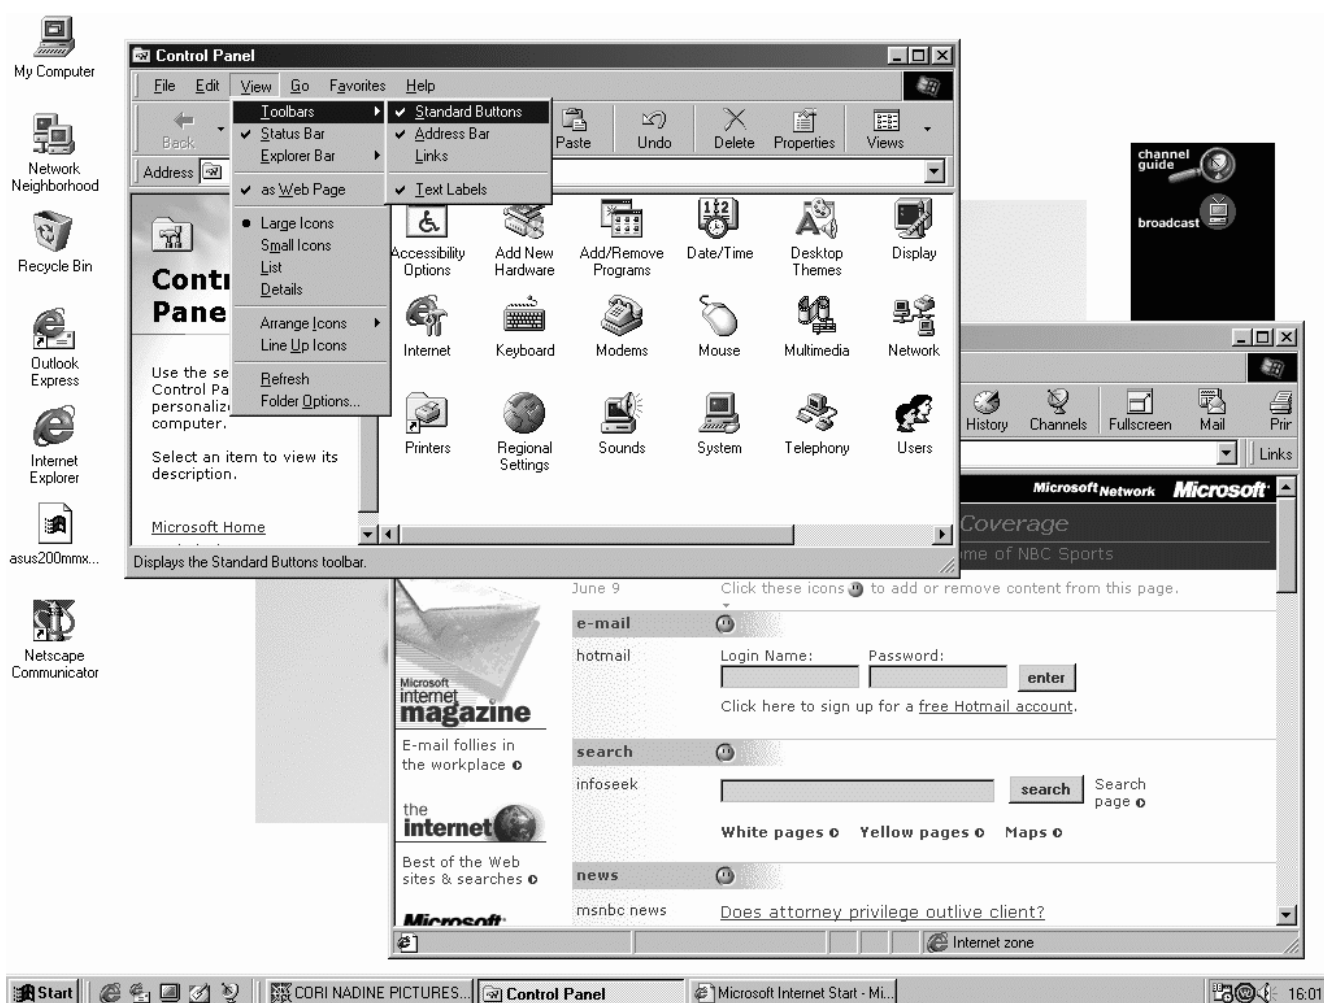 My Computer
Network
Neighborhood
Recycle Bin
Outlook
Express
Internet
Explorer
asus200mmx...
Netscape
Communicator
Control Panel
File Edit View Go Favorites Help
Back
Paste Undo Delete Properties Views
Address
Toolbars
Status Bar
Explorer Bar
as Web Page
Large Icons
Small Icons
List
Details
Arrange Icons
Line Up Icons
Refresh
Folder Options...
Standard Buttons
Address Bar
Links
Text Labels
Use the se
Control Pa
personaliz
computer.
Select an item to view its
description.
Microsoft Home
Accessibility
Options
Add New
Hardware
Add/Remove
Programs
Date/Time
Desktop
Themes
Display
Internet
Keyboard
Modems
Mouse
Multimedia
Network
Printers
Regional
Settings
Sounds
System
Telephony
Users
Displays the Standard Buttons toolbar.
channel
guide
broadcast
History Channels Fullscreen Mail Prir
Links
Microsoft Network Microsoft
Coverage
me of NBC Sports
June 9 Click these icons to add or remove content from this page.
Microsoft
internet
magazine
E-mail follies in
the workplace
the
internet
Best of the Web
sites & searches
Microsoft
e-mail
hotmail
Login Name: Password:
enter
Click here to sign up for a free Hotmail account.
search
infoseek
search
Search
page
White pages Yellow pages Maps
news
msnbc news Does attorney privilege outlive client?
Internet zone
Start
CORI NADINE PICTURES...
Control Panel
Microsoft Internet Start - Mi...
16:01